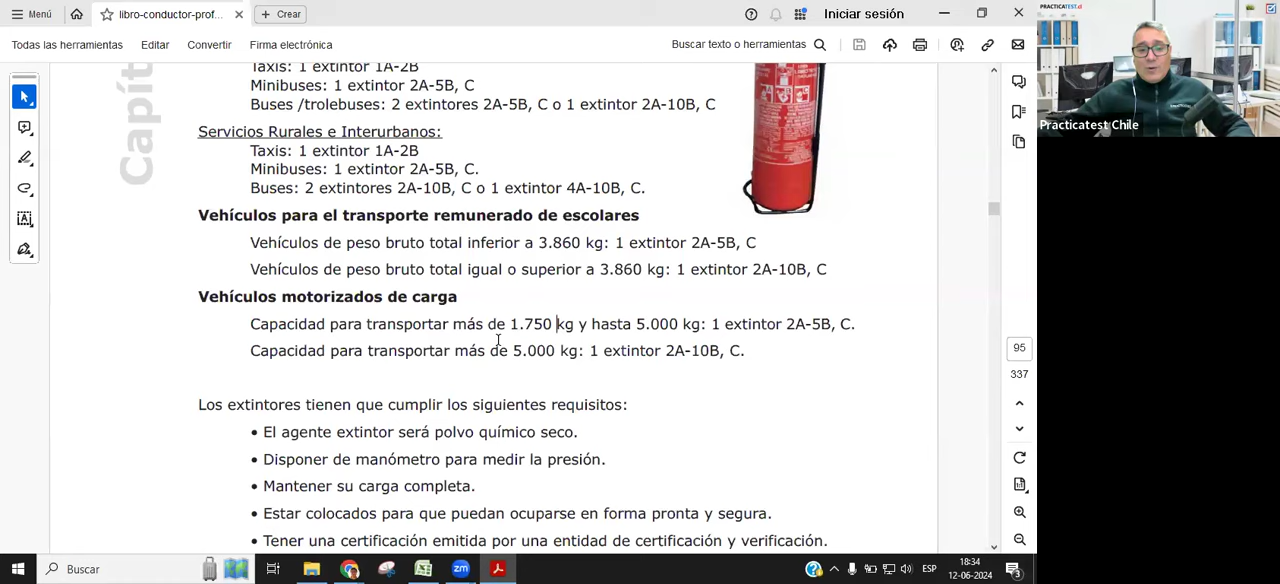 Menú
libro-conductor-prof...
Crear
Iniciar sesión
Todas las herramientas
Editar
Convertir
Firma electrónica
Buscar texto o herramientas
Capít
Taxis: 1 extintor 1A-2B
Minibuses: 1 extintor 2A-5B, C
Buses /trolebuses: 2 extintores 2A-5B, C o 1 extintor 2A-10B, C
Servicios Rurales e Interurbanos:
Taxis: 1 extintor 1A-2B
Minibuses: 1 extintor 2A-5B, C.
Buses: 2 extintores 2A-10B, C o 1 extintor 4A-10B, C.
Vehículos para el transporte remunerado de escolares
Vehículos de peso bruto total inferior a 3.860 kg: 1 extintor 2A-5B, C
Vehículos de peso bruto total igual o superior a 3.860 kg: 1 extintor 2A-10B, C
Vehículos motorizados de carga
Capacidad para transportar más de 1.750 kg y hasta 5.000 kg: 1 extintor 2A-5B, C.
Capacidad para transportar más de 5.000 kg: 1 extintor 2A-10B, C.
Los extintores tienen que cumplir los siguientes requisitos:
• El agente extintor será polvo químico seco.
• Disponer de manómetro para medir la presión.
• Mantener su carga completa.
• Estar colocados para que puedan ocuparse en forma pronta y segura.
• Tener una certificación emitida por una entidad de certificación y verificación.
95
337
PRACTICATEST.cl
Practicatest Chile
Buscar
ESP
18:34
12-06-2024
3